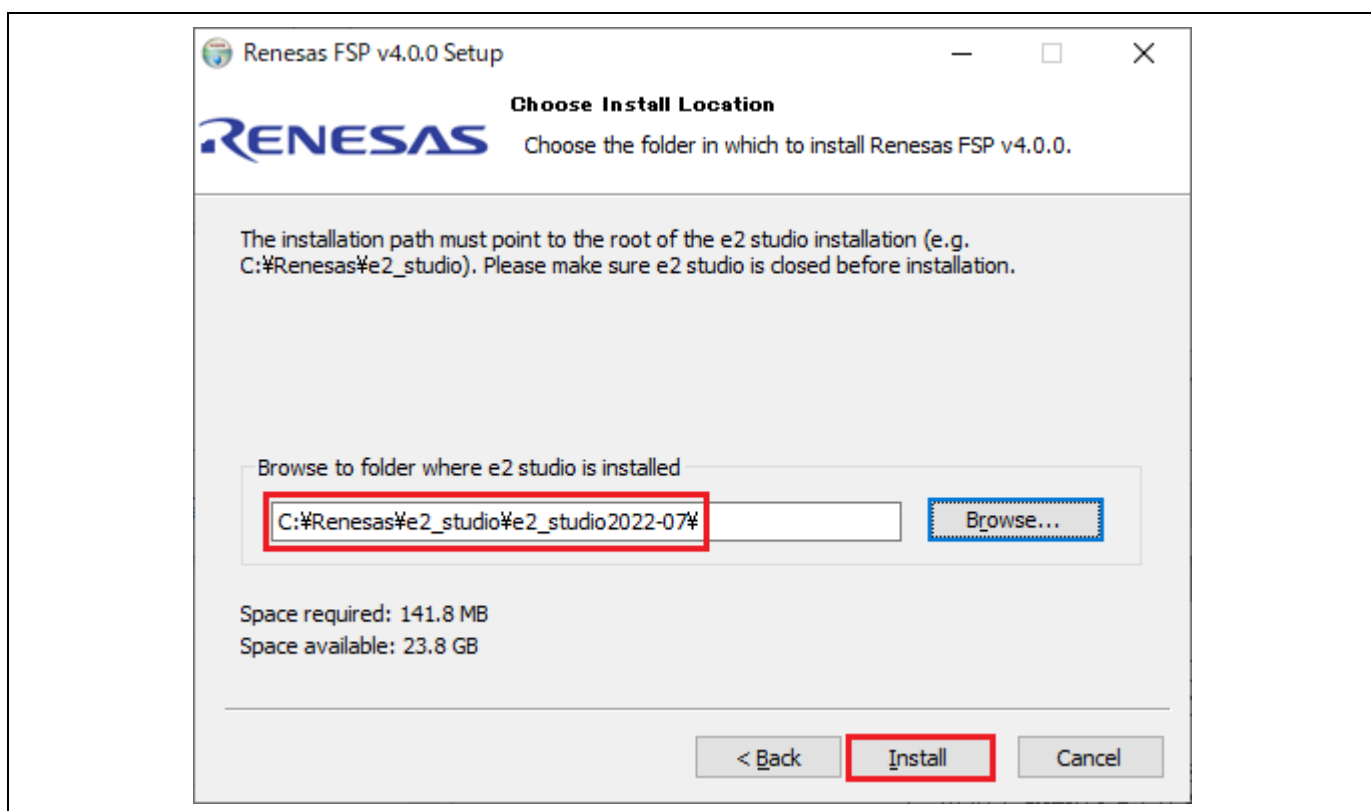 Renesas FSP v4.0.0 Setup
Choose Install Location
RENESAS
Choose the folder in which to install Renesas FSP v4.0.0.
The installation path must point to the root of the e2 studio installation (e.g.
C:¥Renesas¥e2_studio). Please make sure e2 studio is closed before installation.
Browse to folder where e2 studio is installed
C:¥Renesas¥e2_studio¥e2_studio2022-07¥
Browse...
Space required: 141.8 MB
Space available: 23.8 GB
< Back
Install
Cancel